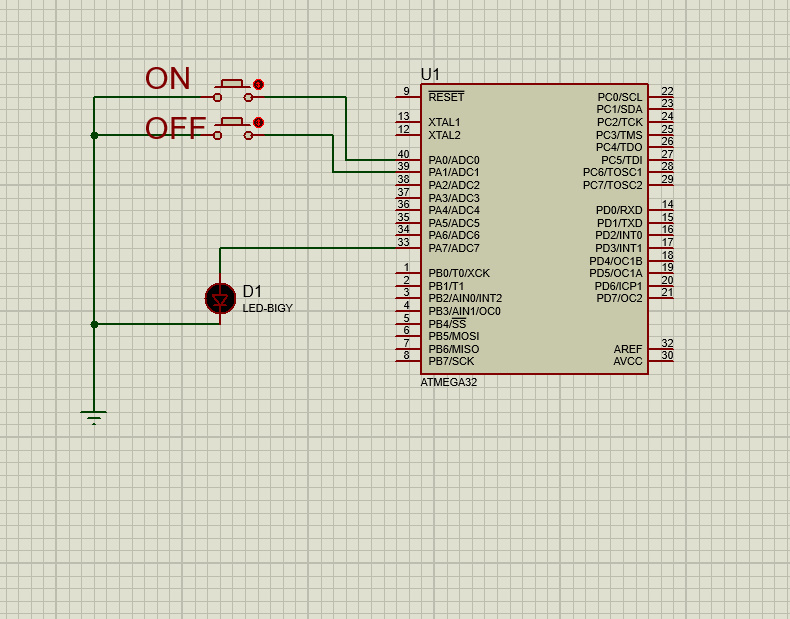 ON
OFF
U1
9 RESET
13 XTAL1
12 XTAL2
40 PA0/ADC0
39 PA1/ADC1
38 PA2/ADC2
37 PA3/ADC3
36 PA4/ADC4
35 PA5/ADC5
34 PA6/ADC6
33 PA7/ADC7
1 PB0/T0/XCK
2 PB1/T1
3 PB2/AIN0/INT2
4 PB3/AIN1/OC0
5 PB4/SS
6 PB5/MOSI
7 PB6/MISO
8 PB7/SCK
PC0/SCL 22
PC1/SDA 23
PC2/TCK 24
PC3/TMS 25
PC4/TDO 26
PC5/TDI 27
PC6/TOSC1 28
PC7/TOSC2 29
PD0/RXD 14
PD1/TXD 15
PD2/INT0 16
PD3/INT1 17
PD4/OC1B 18
PD5/OC1A 19
PD6/ICP1 20
PD7/OC2 21
AREF 32
AVCC 30
ATMEGA32
D1
LED-BIGY